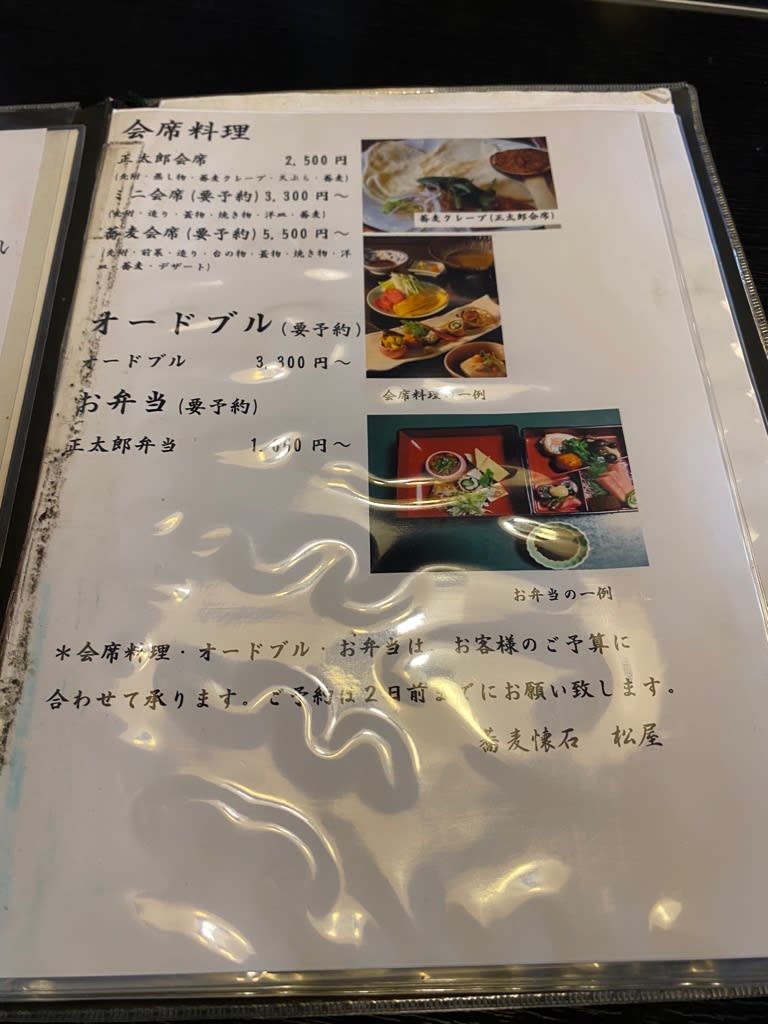 会席料理
正太郎会席 2,500円
(先附・蒸し物・蕎麦クレープ・天ぷら・蕎麦)
二会席(要予約)3,300円～
(先附・造り・蓋物・焼き物・洋皿・蕎麦)
蕎麦会席(要予約)5,500円～
(先附・前菜・造り・台の物・蓋物・焼き物・洋
皿・蕎麦・デザート)
蕎麦クレープ(正太郎会席)
オードブル(要予約)
オードブル 3,300円～
会席料理の一例
お弁当(要予約)
正太郎弁当 円～
お弁当の一例
＊会席料理・オードブル・お弁当は、お客様のご予算に
合わせて承ります。ご予約は２日前までにお願い致します。
蕎麦懐石 松屋